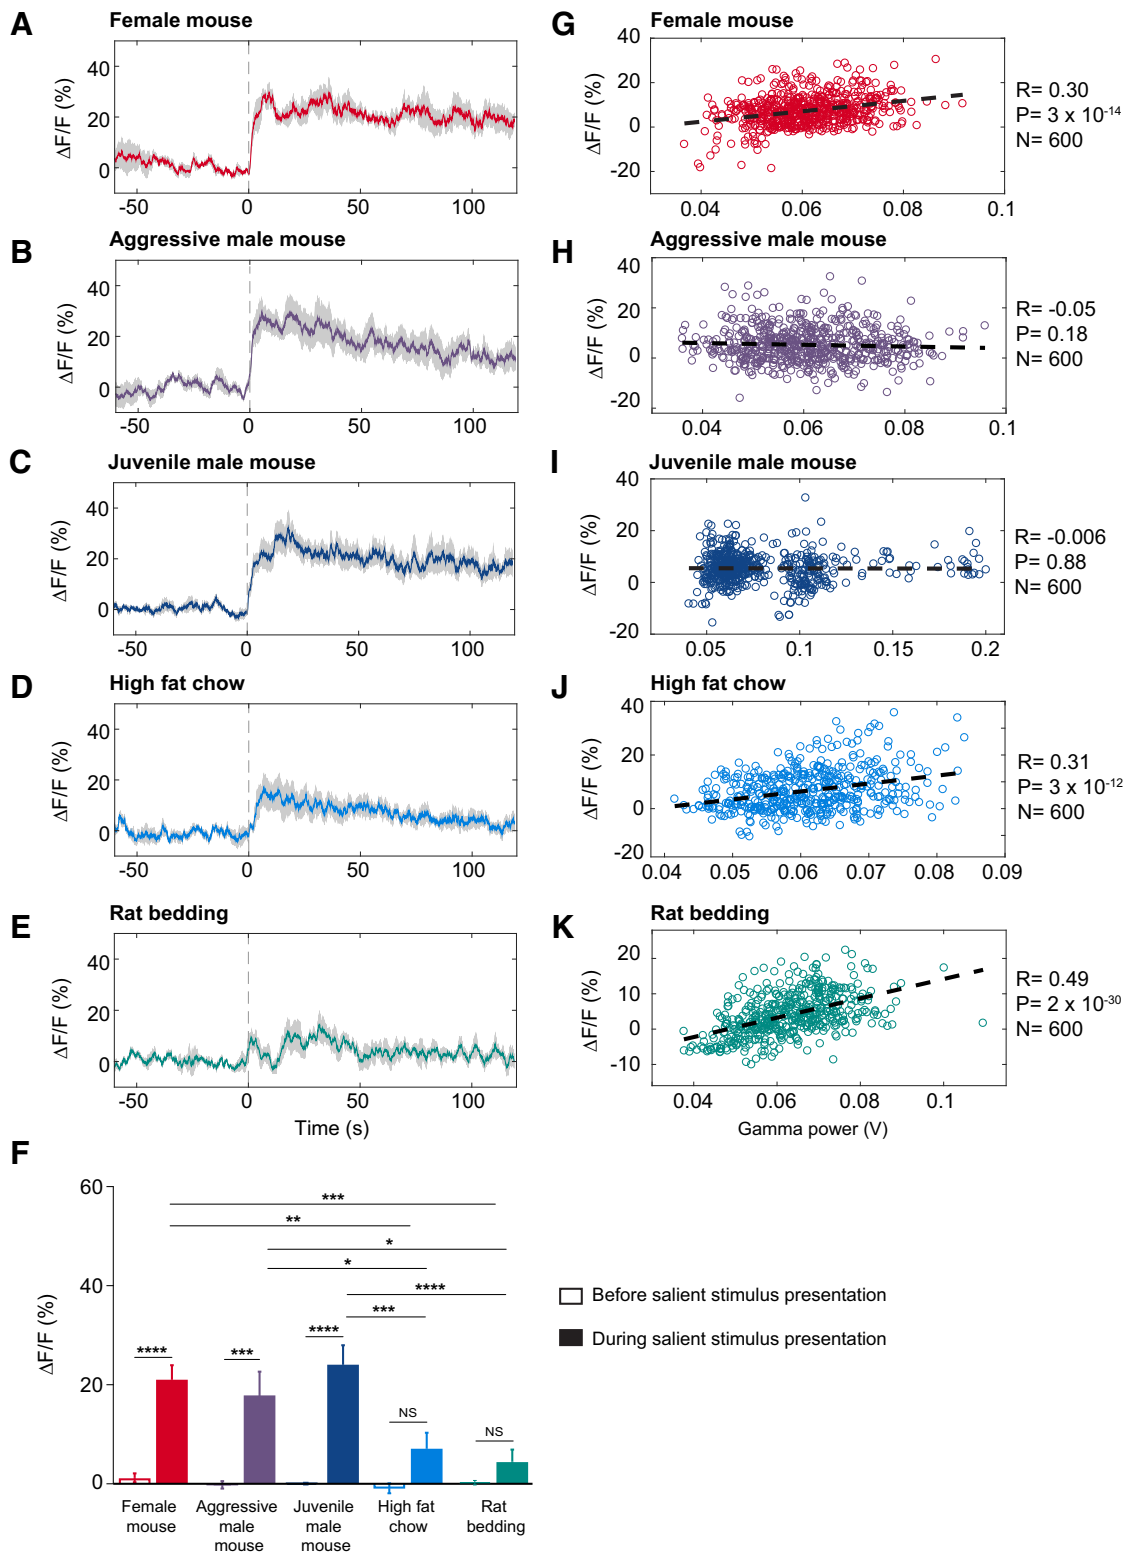 A
Female mouse
ΔF/F (%)
40
20
0
-50
0
50
100
B
Aggressive male mouse
ΔF/F (%)
40
20
0
-50
0
50
100
C
Juvenile male mouse
ΔF/F (%)
40
20
0
-50
0
50
100
D
High fat chow
ΔF/F (%)
40
20
0
-50
0
50
100
E
Rat bedding
ΔF/F (%)
40
20
0
-50
0
50
100
Time (s)
G
Female mouse
ΔF/F (%)
40
20
0
-20
0.04
0.06
0.08
0.1
R= 0.30
P= 3 x 10-14
N= 600
H
Aggressive male mouse
ΔF/F (%)
40
20
0
-20
0.04
0.06
0.08
0.1
R= -0.05
P= 0.18
N= 600
I
Juvenile male mouse
ΔF/F (%)
40
20
0
-20
0.05
0.1
0.15
0.2
R= -0.006
P= 0.88
N= 600
J
High fat chow
ΔF/F (%)
40
20
0
-20
0.04
0.05
0.06
0.07
0.08
0.09
R= 0.31
P= 3 x 10-12
N= 600
K
Rat bedding
ΔF/F (%)
20
10
0
-10
0.04
0.06
0.08
0.1
R= 0.49
P= 2 x 10-30
N= 600
Gamma power (V)
F
ΔF/F (%)
60
40
20
0
***
**
*
*
****
***
****
***
****
NS
NS
Female
mouse
Aggressive
male
mouse
Juvenile
male
mouse
High fat
chow
Rat
bedding
Before salient stimulus presentation
During salient stimulus presentation